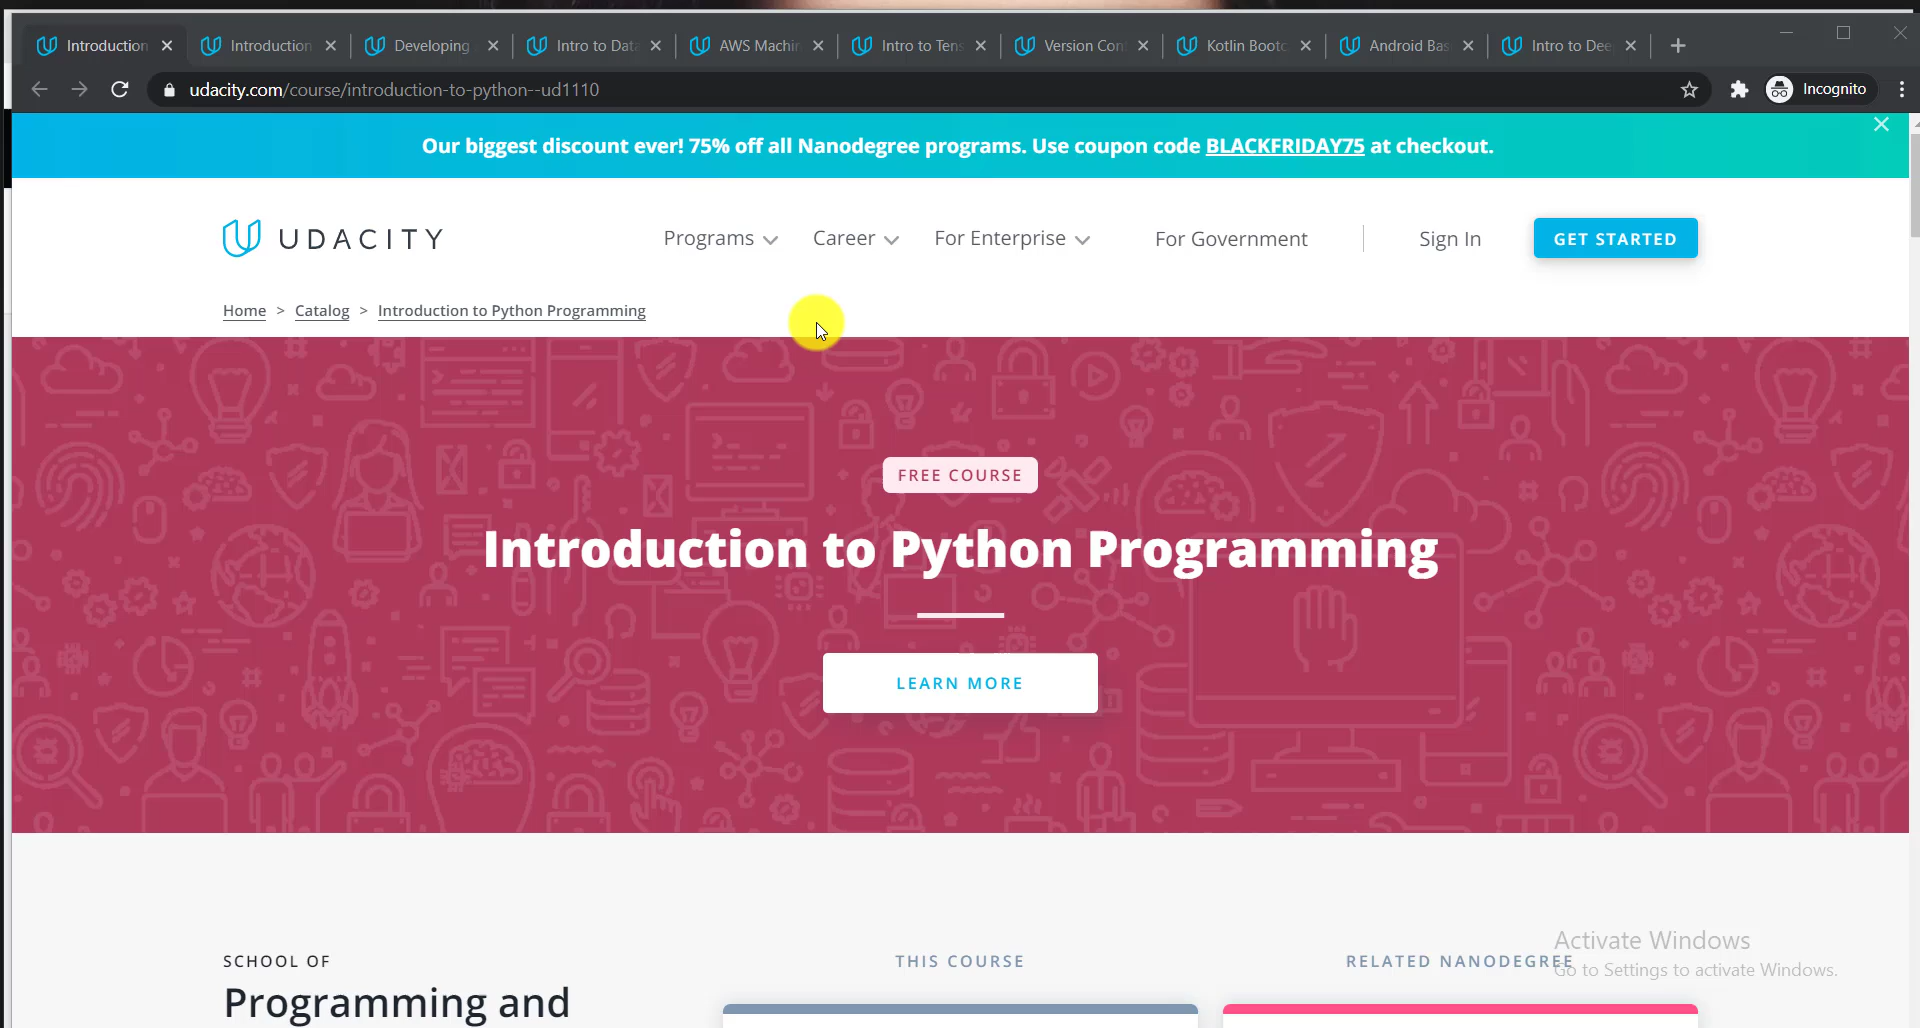 Introduction
Introduction
Developing
Intro to Data
AWS Machin
Intro to Tens
Version Con
Kotlin Bootc
Android Bas
Intro to Dee
udacity.com/course/introduction-to-python--ud1110
Incognito
Our biggest discount ever! 75% off all Nanodegree programs. Use coupon code BLACKFRIDAY75 at checkout.
UDACITY
Programs
Career
For Enterprise
For Government
Sign In
GET STARTED
Home > Catalog > Introduction to Python Programming
FREE COURSE
Introduction to Python Programming
LEARN MORE
SCHOOL OF
Programming and
THIS COURSE
RELATED NANODEGREE
Activate Windows
Go to Settings to activate Windows.